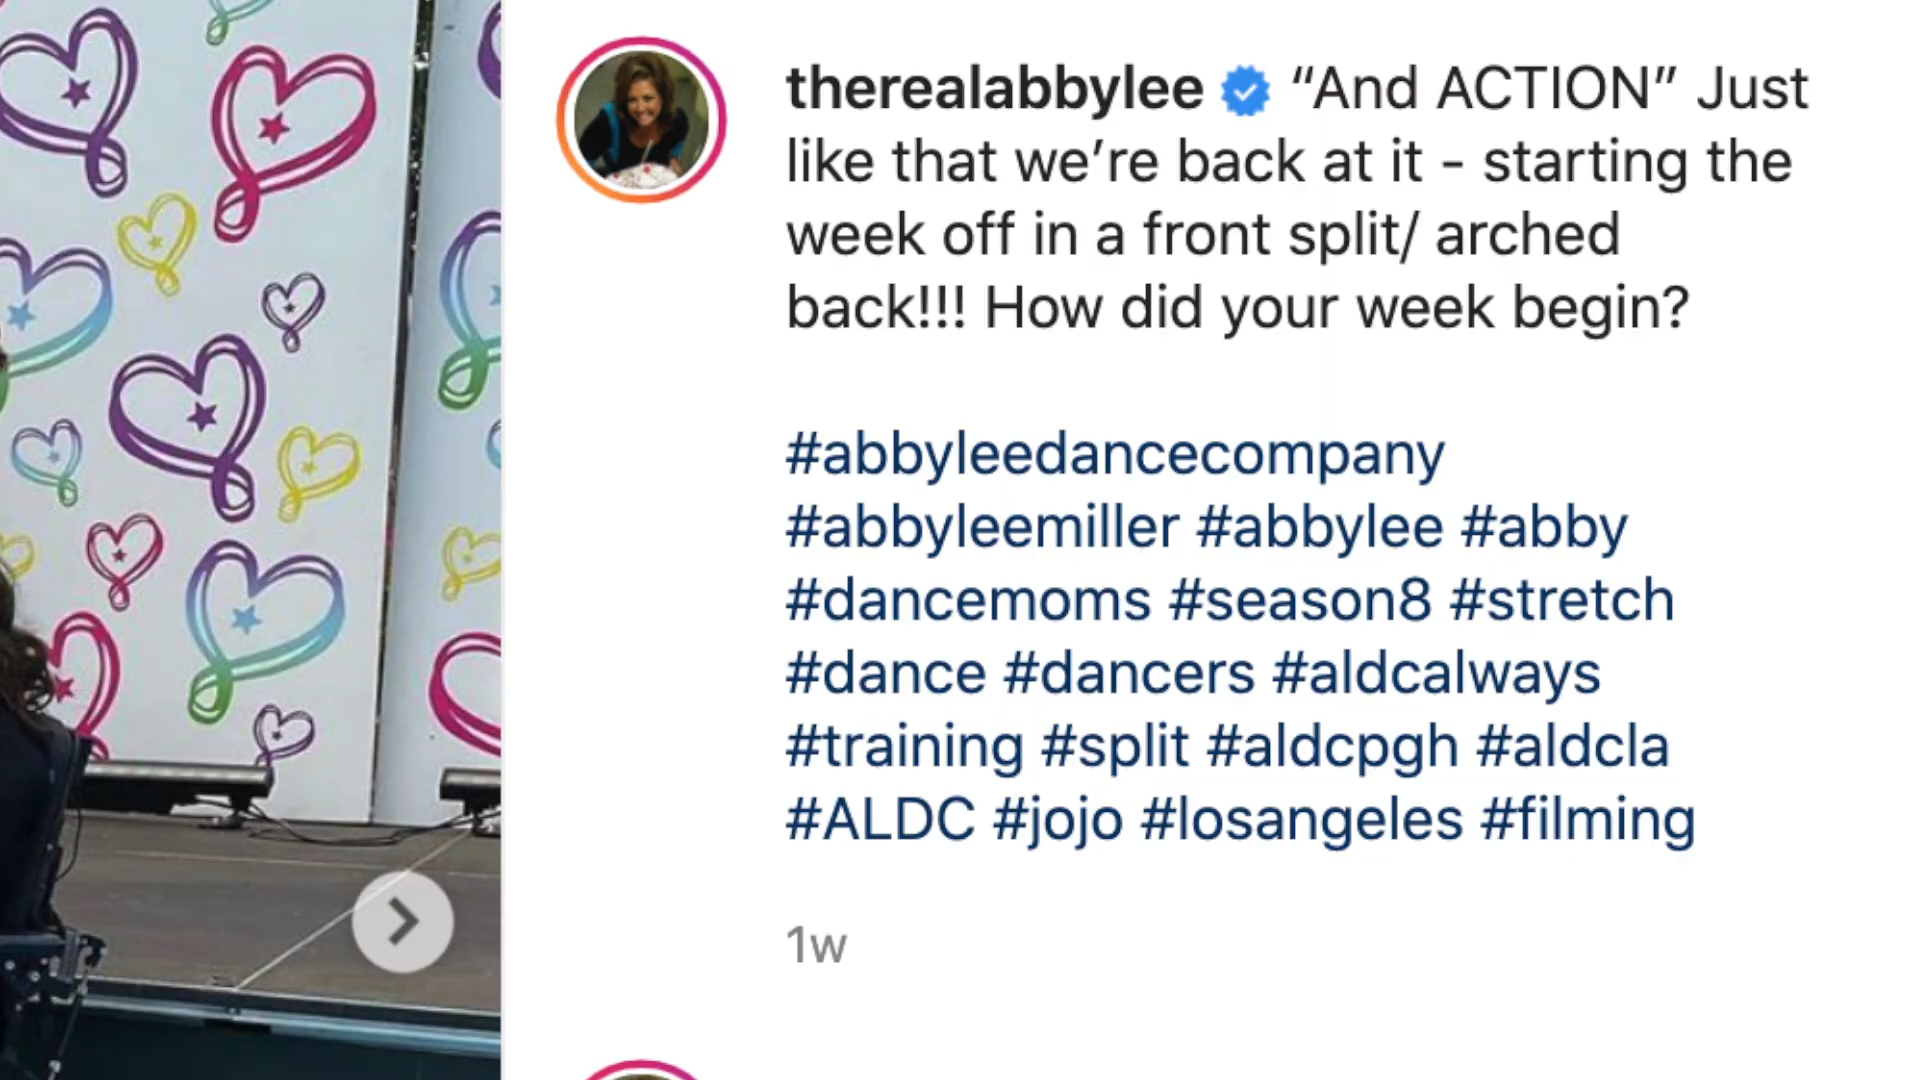 therealabbylee “And ACTION” Just
like that we’re back at it - starting the
week off in a front split/ arched
back!!! How did your week begin?
#abbyleedancecompany
#abbyleemiller #abbylee #abby
#dancemoms #season8 #stretch
#dance #dancers #aldcalways
#training #split #aldcpgh #aldcla
#ALDC #jojo #losangeles #filming
1w